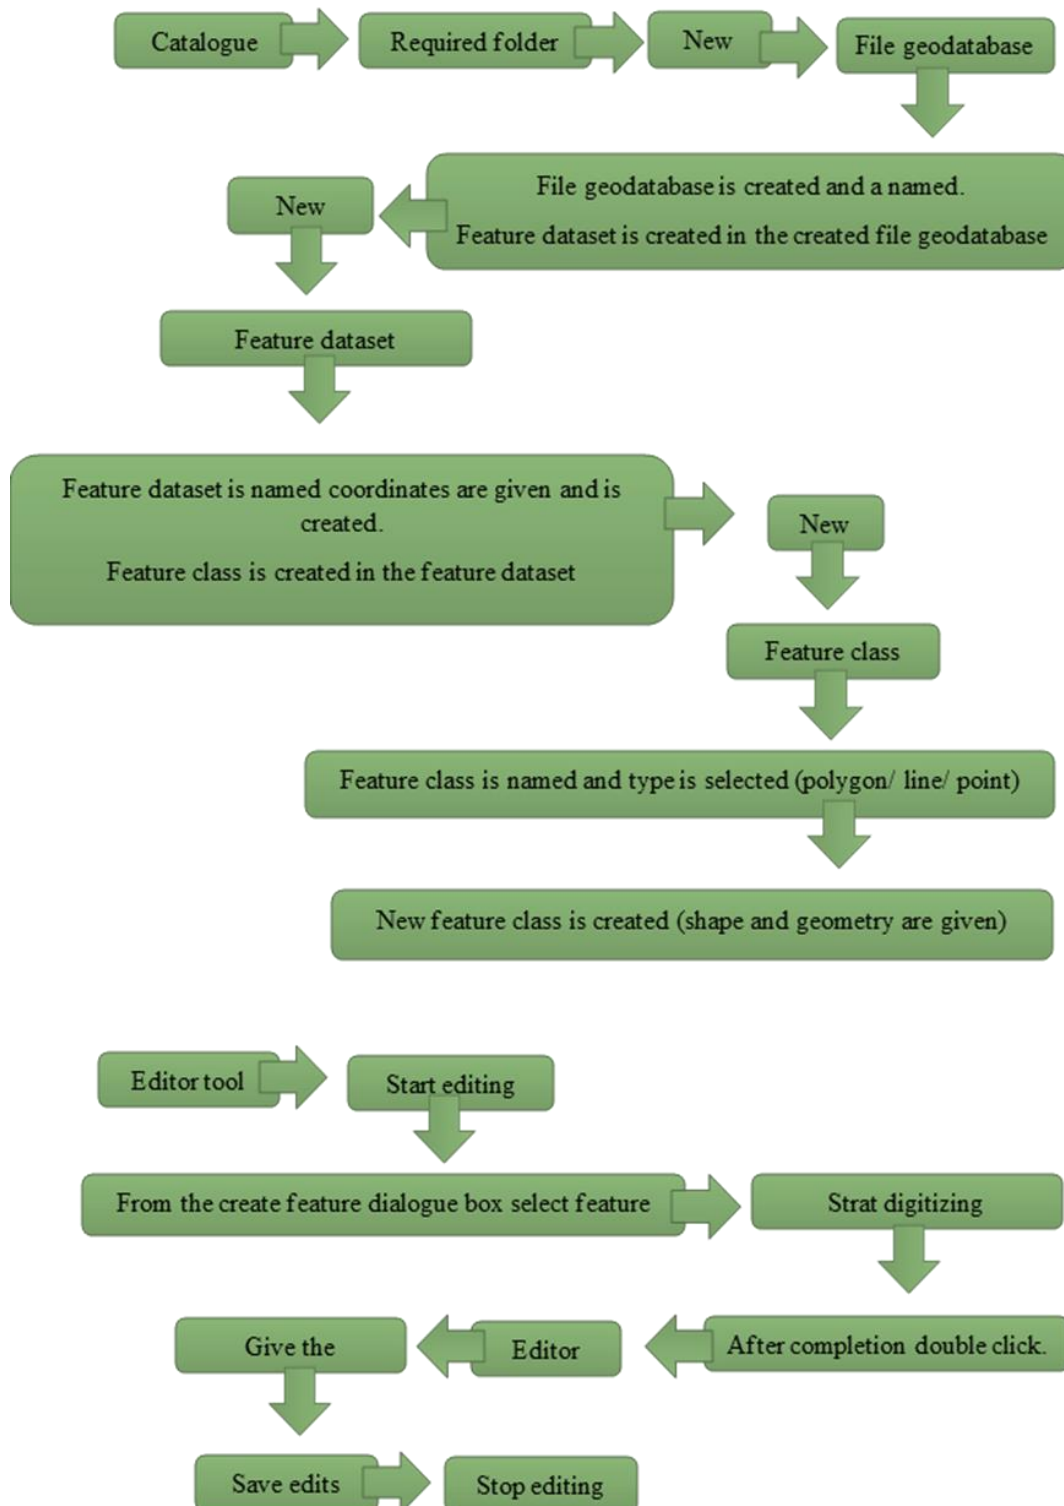 Catalogue
Required folder
New
File geodatabase
File geodatabase is created and a named.
Feature dataset is created in the created file geodatabase
New
Feature dataset
Feature dataset is named coordinates are given and is
created.
Feature class is created in the feature dataset
New
Feature class
Feature class is named and type is selected (polygon/ line/ point)
New feature class is created (shape and geometry are given)
Editor tool
Start editing
From the create feature dialogue box select feature
Strat digitizing
After completion double click.
Editor
Give the
Save edits
Stop editing